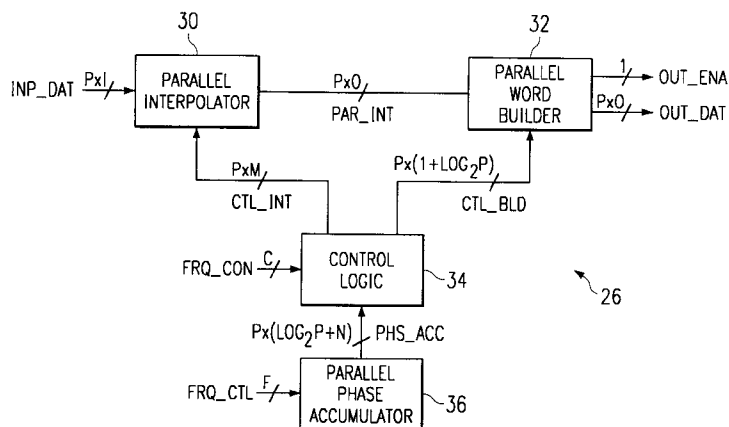 30
32
INP_DAT
PxI
PARALLEL
INTERPOLATOR
PxO
PAR_INT
PARALLEL
WORD
BUILDER
1
OUT_ENA
PxO
OUT_DAT
PxM
CTL_INT
Px(1+LOG₂P)
CTL_BLD
FRQ_CON
C
CONTROL
LOGIC
34
26
Px(LOG₂P+N)
PHS_ACC
FRQ_CTL
F
PARALLEL
PHASE
ACCUMULATOR
36